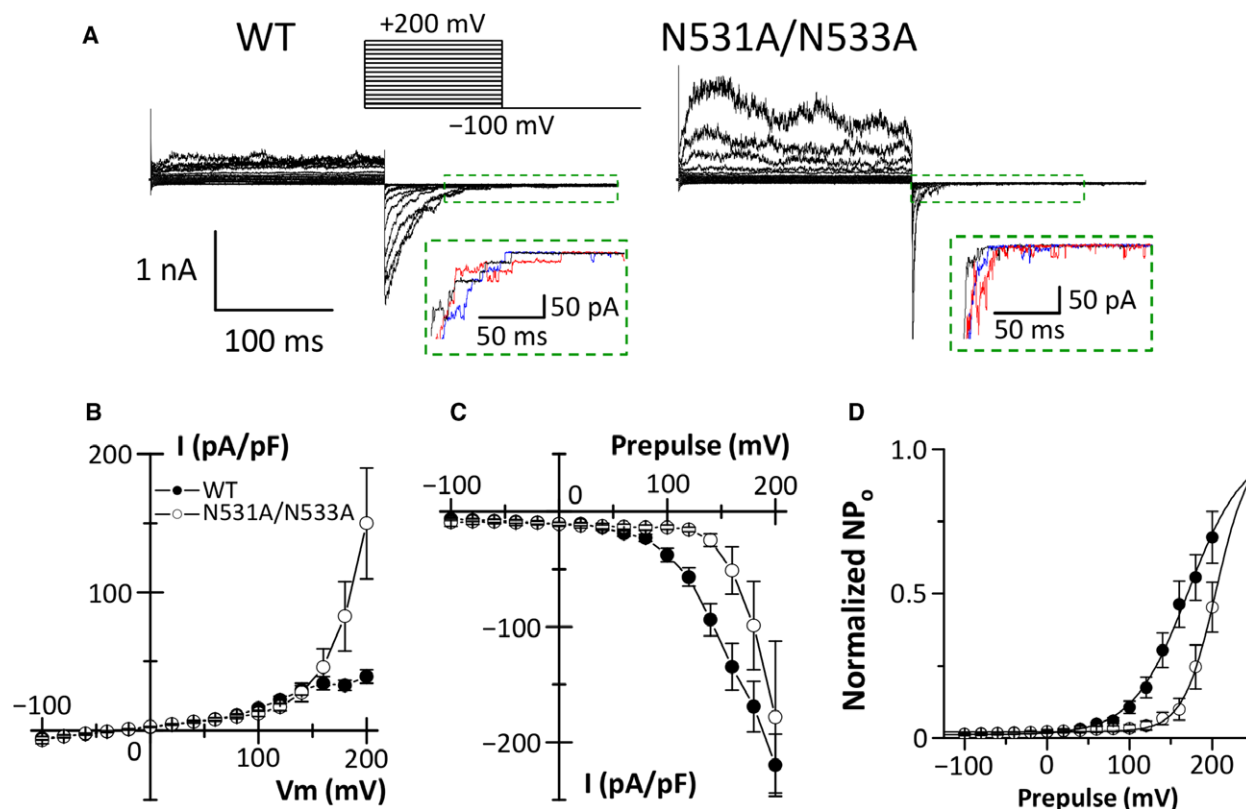 A
WT
+200 mV
−100 mV
N531A/N533A
1 nA
100 ms
50 pA
50 ms
50 pA
50 ms
B
I (pA/pF)
200
WT
N531A/N533A
100
−100
0
100
200
Vm (mV)
C
Prepulse (mV)
−100
0
100
200
−100
−200
I (pA/pF)
D
1.0
0.5
0
Normalized NPo
−100
0
100
200
Prepulse (mV)